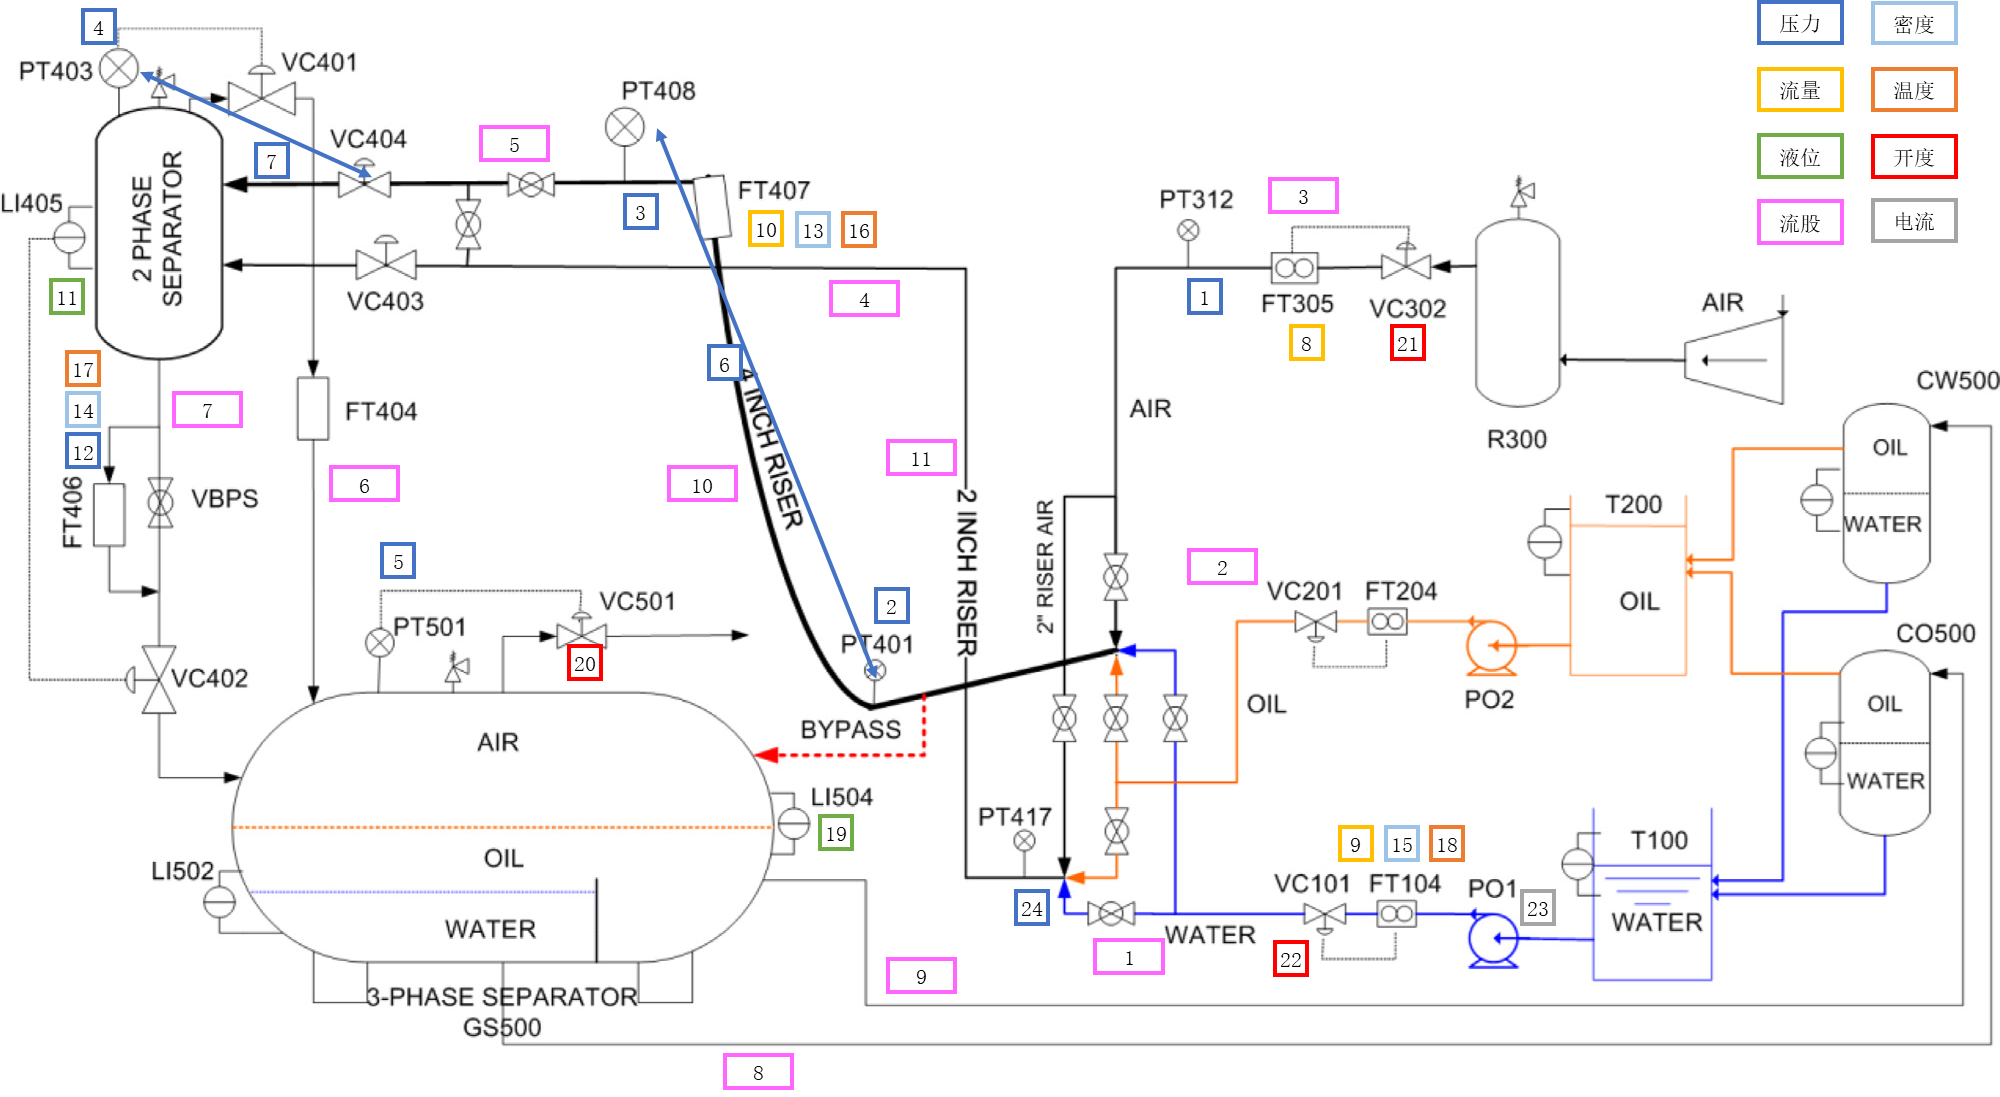 4
PT403
VC401
压力
密度
流量
温度
液位
开度
流股
电流
PT408
VC404
5
7
2 PHASE
SEPARATOR
LI405
11
3
FT407
10
13
16
VC403
4
PT312
3
1
FT305
8
VC302
21
R300
AIR
AIR
CW500
OIL
WATER
17
14
12
7
FT406
VBPS
FT404
6
6
4 INCH RISER
10
11
2 INCH RISER
2" RISER AIR
2
VC201
FT204
T200
OIL
PO2
OIL
CO500
OIL
WATER
5
PT501
VC501
20
2
PT401
BYPASS
VC402
AIR
OIL
WATER
LI504
19
LI502
3-PHASE SEPARATOR
GS500
PT417
24
1
WATER
9
15
18
VC101
FT104
22
PO1
23
T100
WATER
9
8